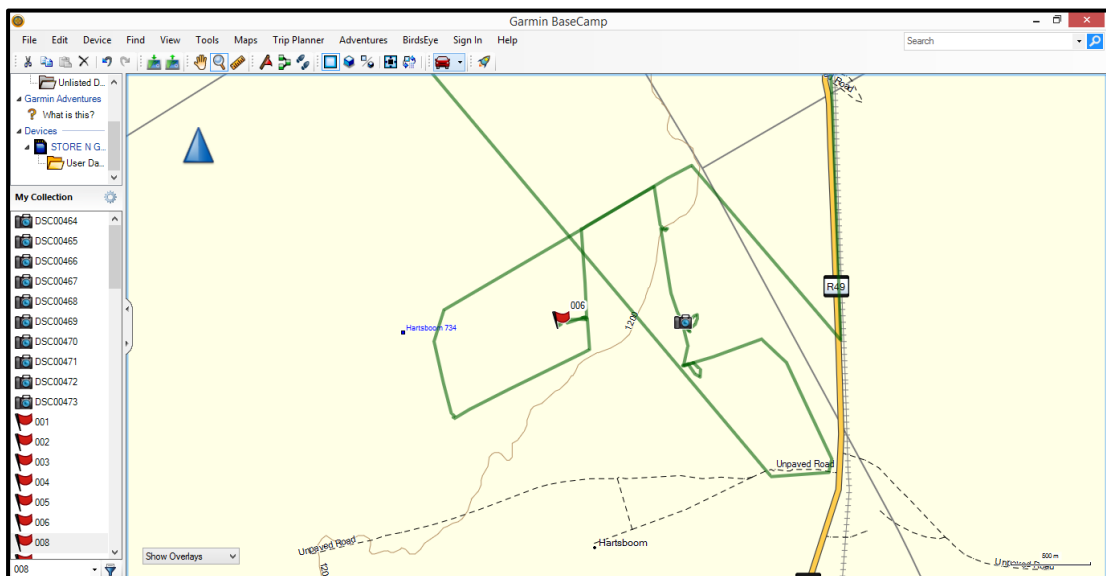 Garmin BaseCamp
File Edit Device Find View Tools Maps Trip Planner Adventures BirdsEye Sign In Help
Search
Unlisted D...
Garmin Adventures
What is this?
Devices
STORE N G...
User Da...
My Collection
DSC00464
DSC00465
DSC00466
DSC00467
DSC00468
DSC00469
DSC00470
DSC00471
DSC00472
DSC00473
001
002
003
004
005
006
008
008
Road
R49
006
Hartsboom 734
1200
Unpaved Road
Unpaved Road
Hartsboom
Show Overlays
500 m
Unpaved Road